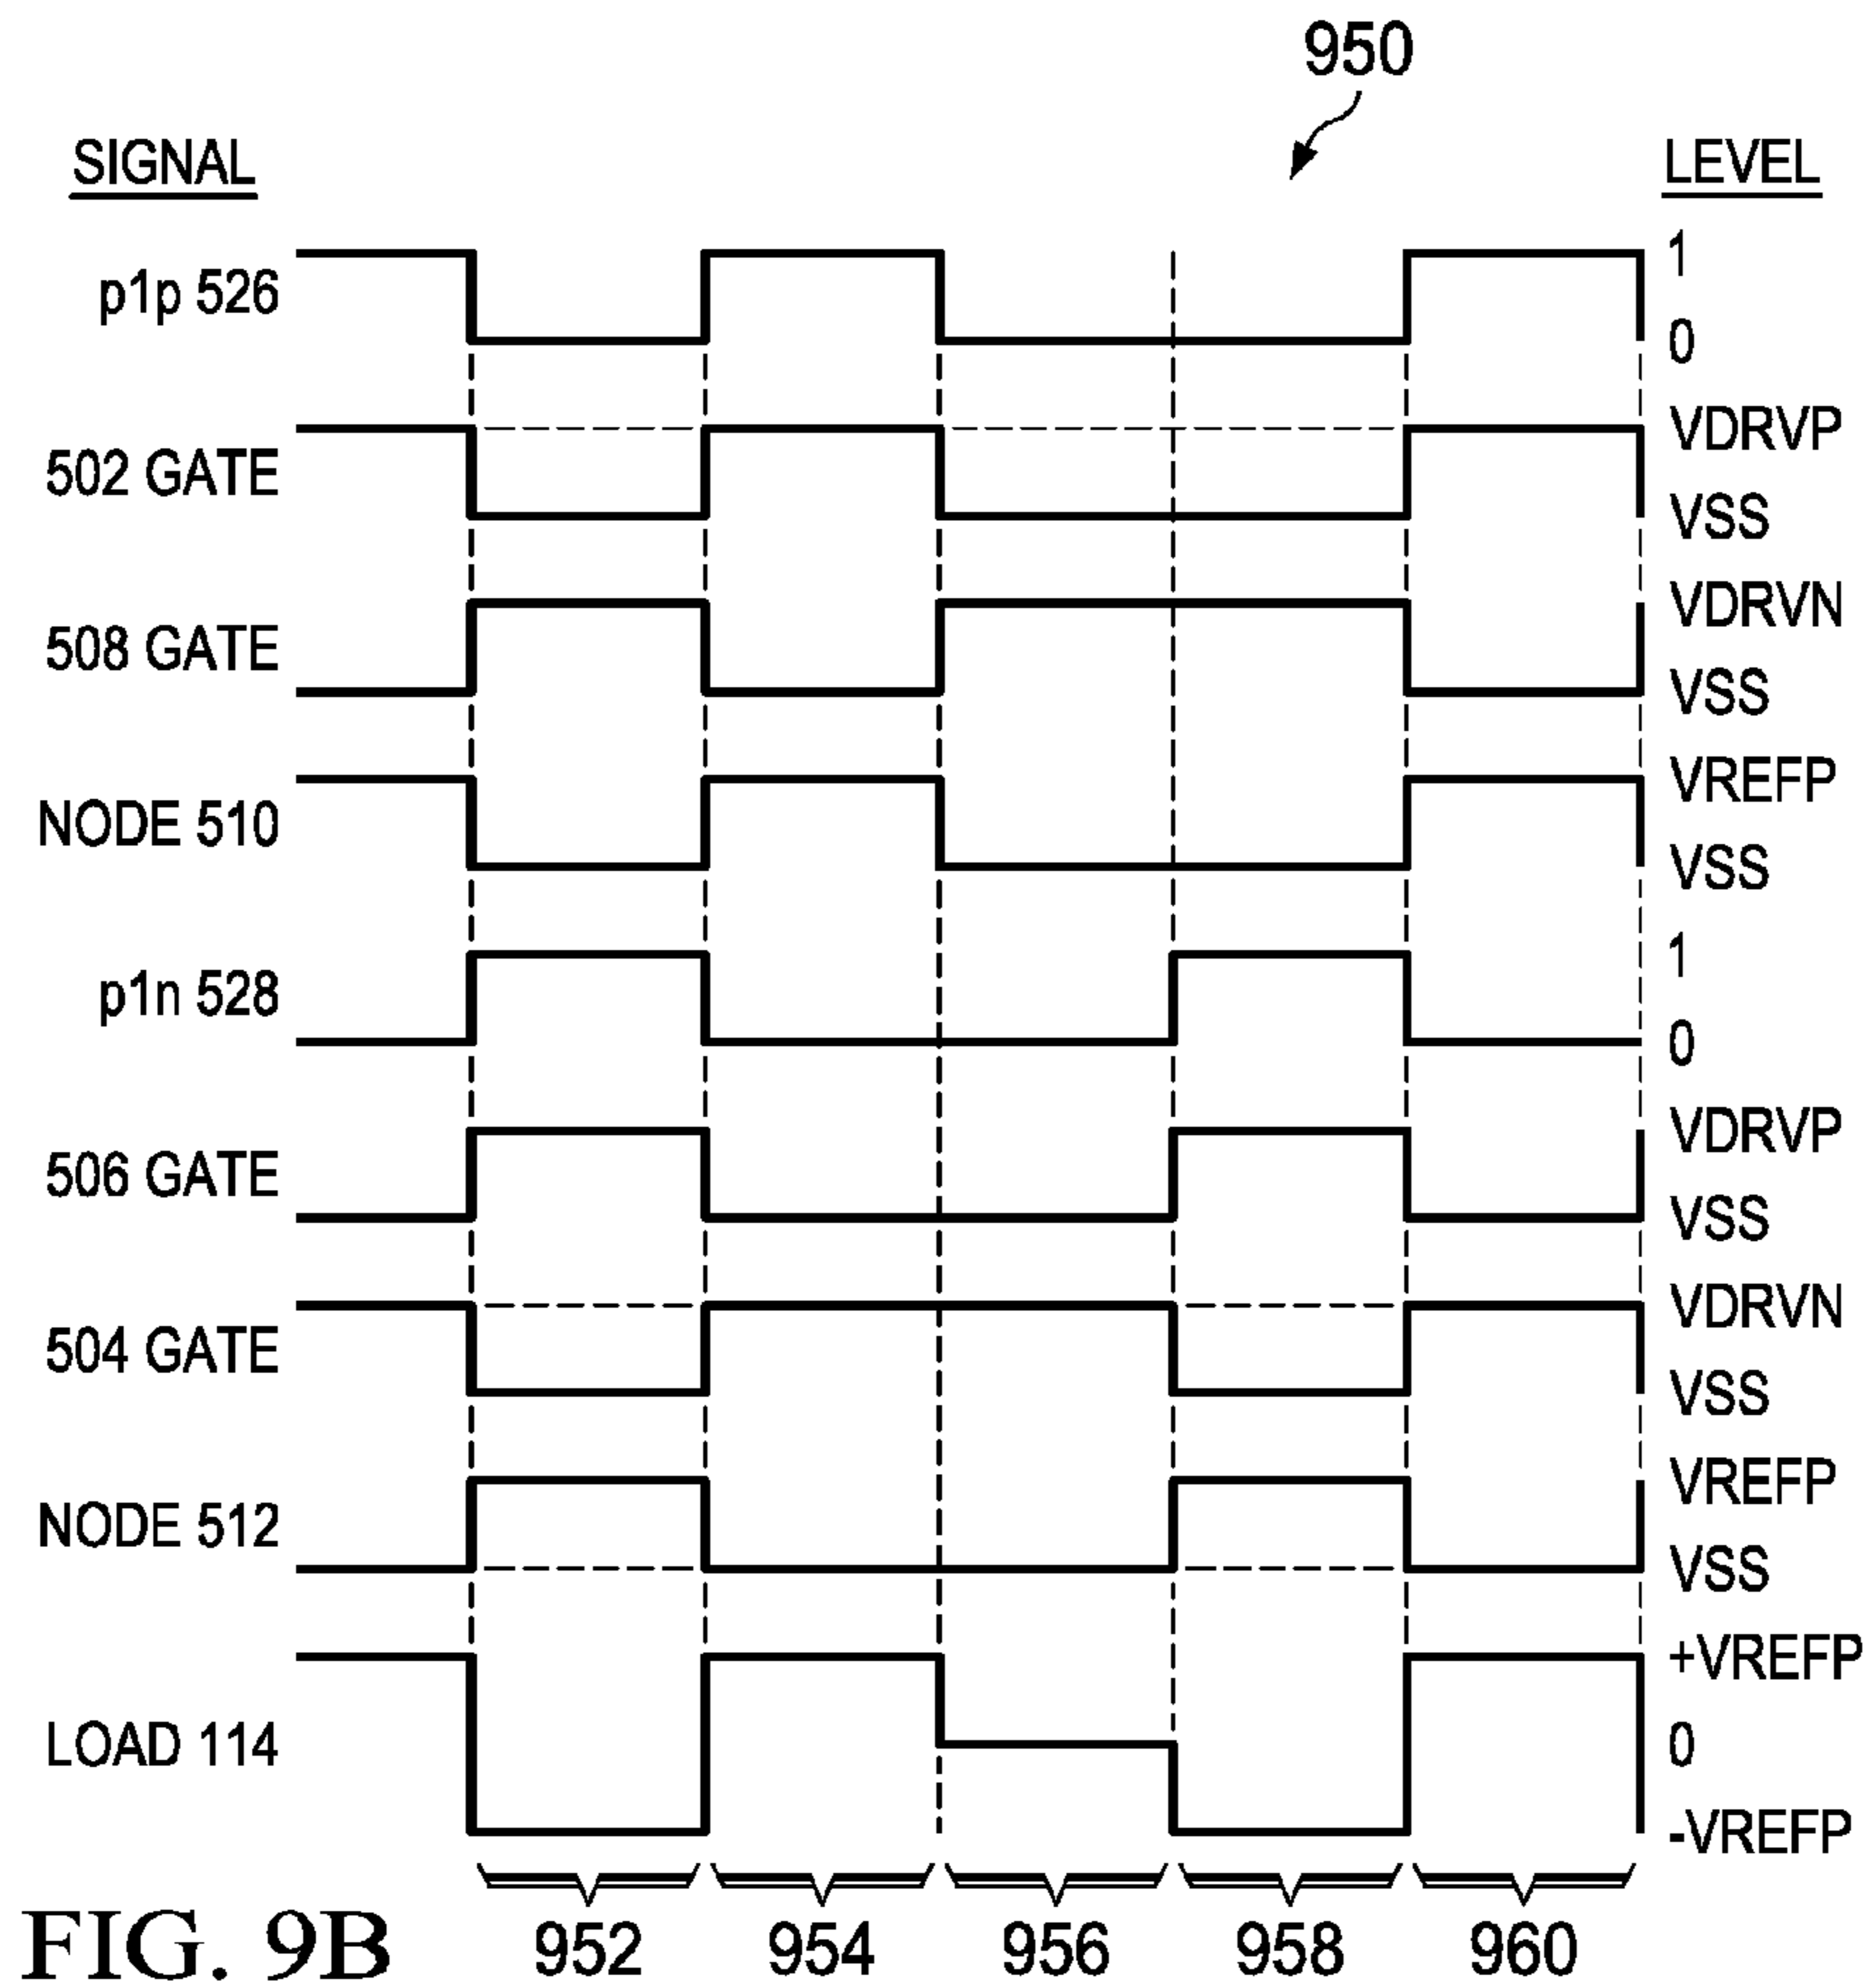 950
SIGNAL LEVEL
p1p 526 1
0
502 GATE VDRVP
VSS
508 GATE VDRVN
VSS
NODE 510 VREFP
VSS
p1n 528 1
0
506 GATE VDRVP
VSS
504 GATE VDRVN
VSS
NODE 512 VREFP
VSS
+VREFP
LOAD 114 0
-VREFP
FIG. 9B 952 954 956 958 960